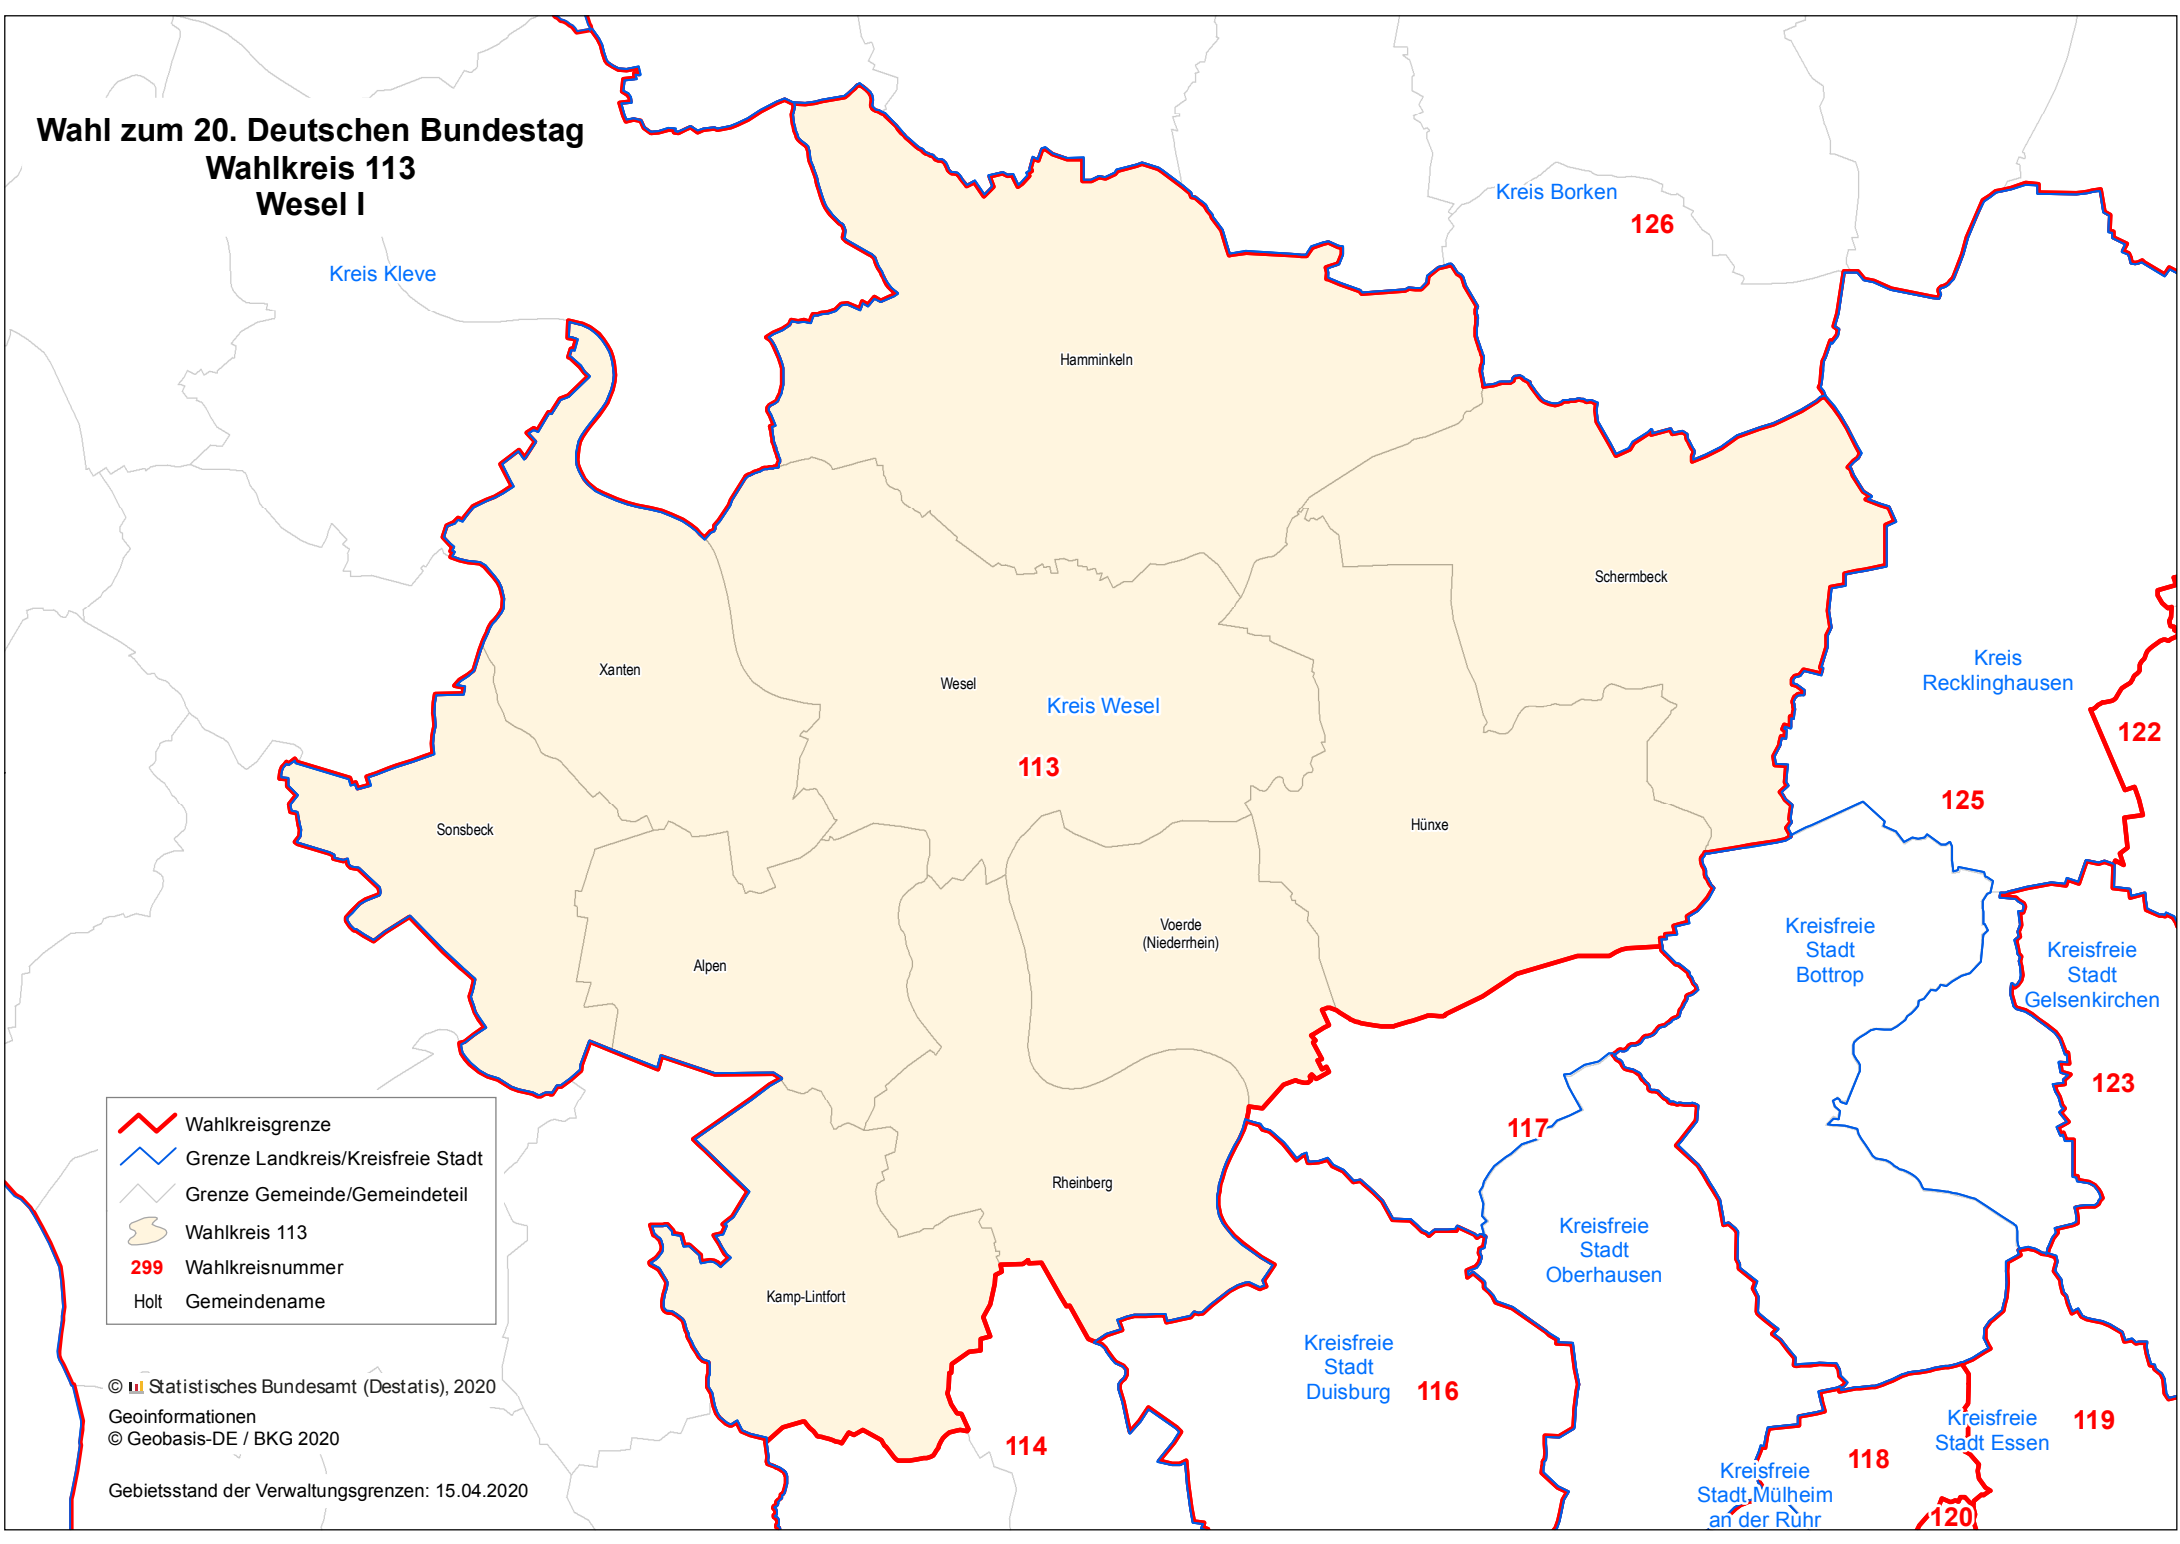 Wahl zum 20. Deutschen Bundestag
Wahlkreis 113
Wesel I
Kreis Kleve
Kreis Borken
126
Hamminkeln
Schermbeck
Xanten
Wesel
Kreis Wesel
113
Kreis
Recklinghausen
122
125
Sonsbeck
Hünxe
Voerde
(Niederrhein)
Alpen
Kreisfreie
Stadt
Bottrop
Kreisfreie
Stadt
Gelsenkirchen
123
117
Rheinberg
Kreisfreie
Stadt
Oberhausen
Kamp-Lintfort
Kreisfreie
Stadt
Duisburg
116
114
Kreisfreie
Stadt Essen
119
118
Kreisfreie
Stadt Mülheim
an der Ruhr
120
Wahlkreisgrenze
Grenze Landkreis/Kreisfreie Stadt
Grenze Gemeinde/Gemeindeteil
Wahlkreis 113
299 Wahlkreisnummer
Holt Gemeindename
© Statistisches Bundesamt (Destatis), 2020
Geoinformationen
© Geobasis-DE / BKG 2020
Gebietsstand der Verwaltungsgrenzen: 15.04.2020